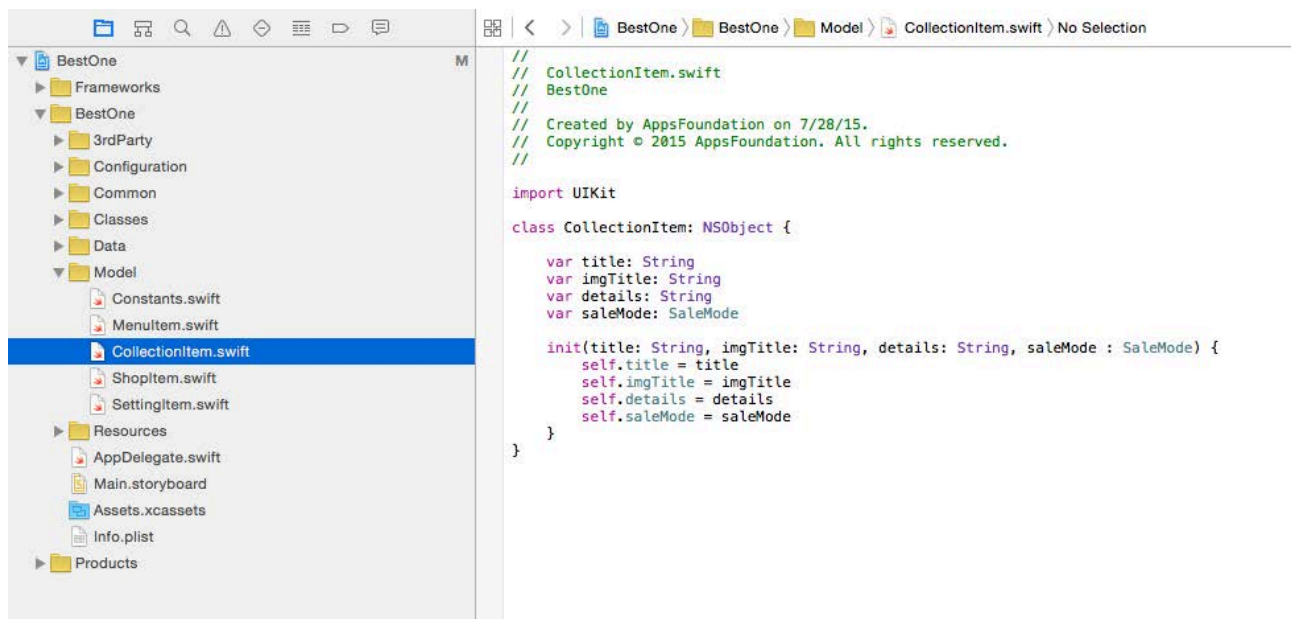 BestOne
M
Frameworks
BestOne
3rdParty
Configuration
Common
Classes
Data
Model
Constants.swift
MenuItem.swift
CollectionItem.swift
ShopItem.swift
SettingItem.swift
Resources
AppDelegate.swift
Main.storyboard
Assets.xcassets
Info.plist
Products
BestOne 〉 BestOne 〉 Model 〉 CollectionItem.swift 〉 No Selection
//
//  CollectionItem.swift
//  BestOne
//
//  Created by AppsFoundation on 7/28/15.
//  Copyright © 2015 AppsFoundation. All rights reserved.
//
import UIKit
class CollectionItem: NSObject {
    var title: String
    var imgTitle: String
    var details: String
    var saleMode: SaleMode
    init(title: String, imgTitle: String, details: String, saleMode : SaleMode) {
        self.title = title
        self.imgTitle = imgTitle
        self.details = details
        self.saleMode = saleMode
    }
}